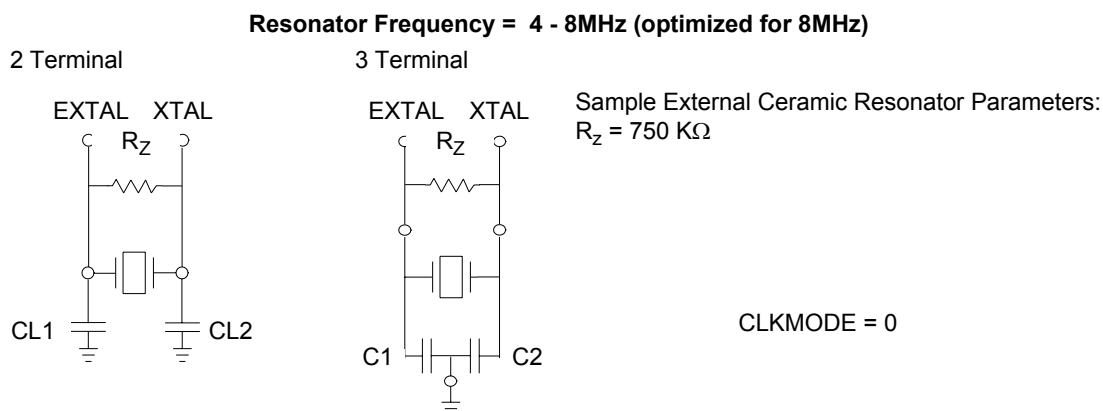 Resonator Frequency = 4 - 8MHz (optimized for 8MHz)
2 Terminal
3 Terminal
EXTAL XTAL
RZ
CL1
CL2
EXTAL XTAL
RZ
C1
C2
Sample External Ceramic Resonator Parameters:
Rz = 750 KΩ
CLKMODE = 0